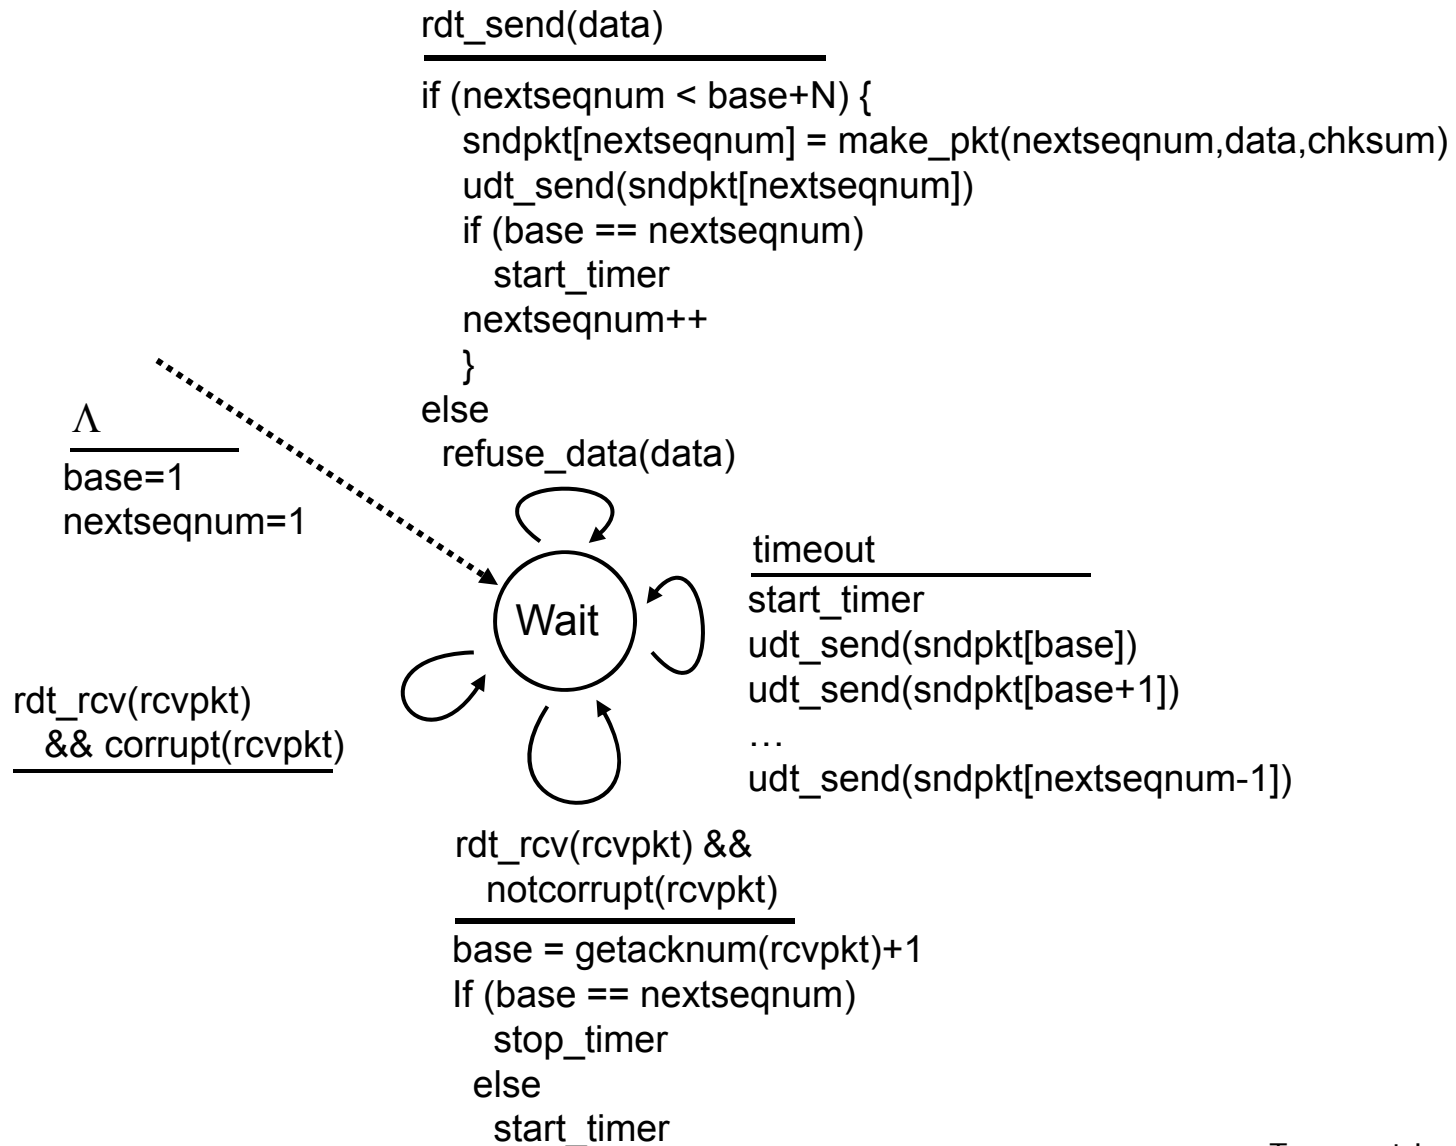 rdt_send(data)
if (nextseqnum < base+N) {
sndpkt[nextseqnum] = make_pkt(nextseqnum,data,chksum)
udt_send(sndpkt[nextseqnum])
if (base == nextseqnum)
start_timer
nextseqnum++
}
else
refuse_data(data)
Λ
base=1
nextseqnum=1
Wait
timeout
start_timer
udt_send(sndpkt[base])
udt_send(sndpkt[base+1])
…
udt_send(sndpkt[nextseqnum-1])
rdt_rcv(rcvpkt)
&& corrupt(rcvpkt)
rdt_rcv(rcvpkt) &&
notcorrupt(rcvpkt)
base = getacknum(rcvpkt)+1
If (base == nextseqnum)
stop_timer
else
start_timer